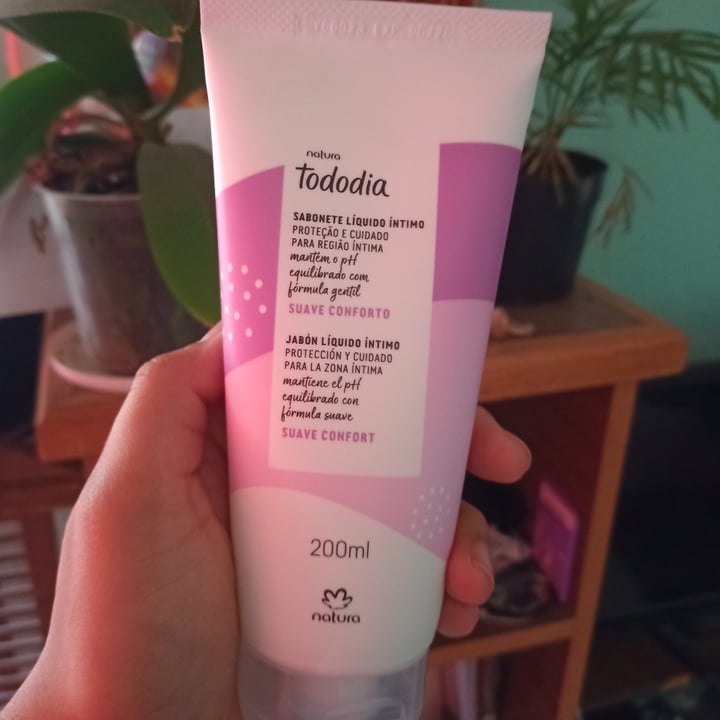 natura
tododia
SABONETE LÍQUIDO ÍNTIMO
PROTEÇÃO E CUIDADO
PARA REGIÃO ÍNTIMA
mantém o pH
equilibrado com
fórmula gentil
SUAVE CONFORTO
JABÓN LÍQUIDO ÍNTIMO
PROTECCIÓN Y CUIDADO
PARA LA ZONA ÍNTIMA
mantiene el pH
equilibrado con
fórmula suave
SUAVE CONFORT
200ml
natura